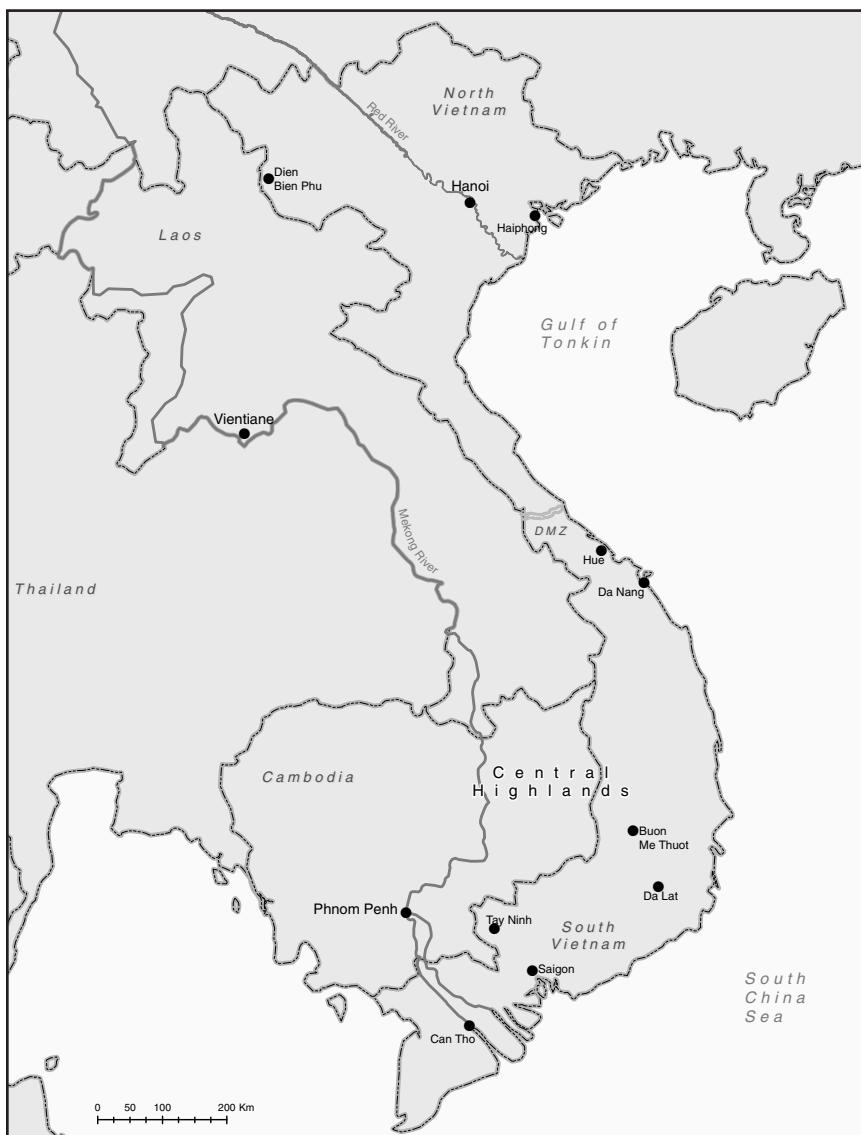 North
Vietnam
Red River
Dien
Bien Phu
Hanoi
Haiphong
Laos
Gulf of
Tonkin
Vientiane
Mekong River
DMZ
Hue
Da Nang
Thailand
Central
Highlands
Cambodia
Buon
Me Thuot
Da Lat
Phnom Penh
Tay Ninh
South
Vietnam
Saigon
South
China
Sea
Can Tho
0 50 100 200 Km